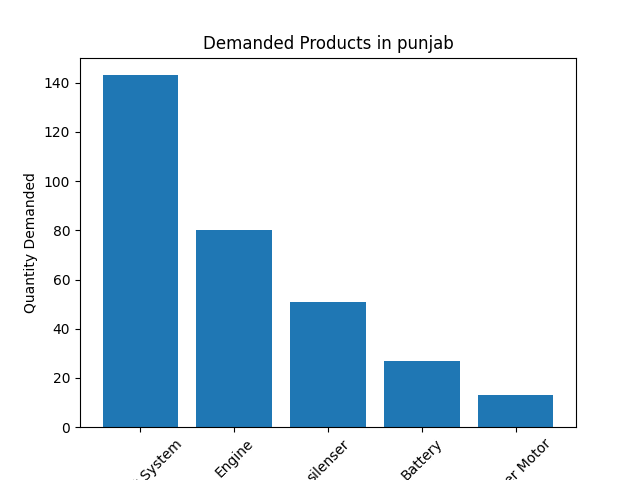 Demanded Products in punjab
Quantity Demanded
140
120
100
80
60
40
20
0
System
Engine
silenser
Battery
Motor